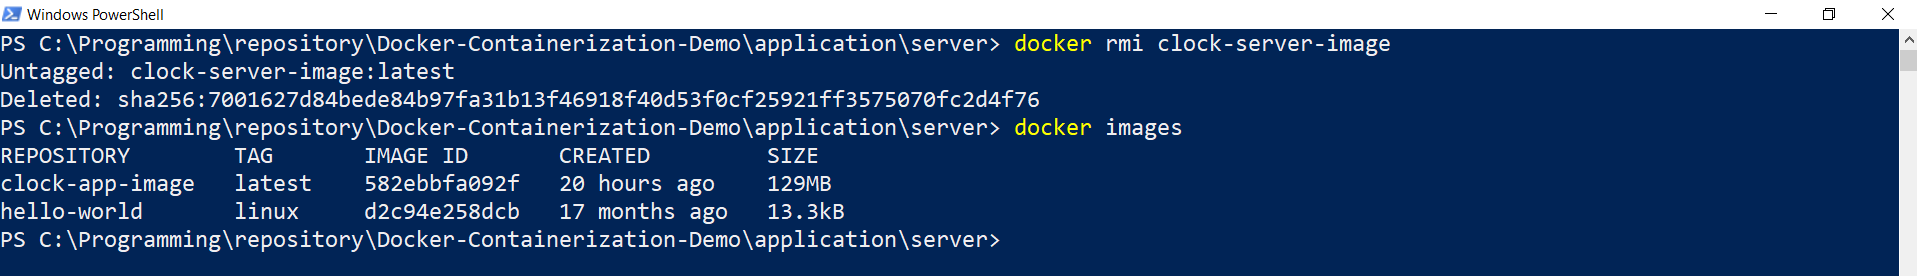 Windows PowerShell
PS C:\Programming\repository\Docker-Containerization-Demo\application\server> docker rmi clock-server-image
Untagged: clock-server-image:latest
Deleted: sha256:7001627d84bede84b97fa31b13f46918f40d53f0cf25921ff3575070fc2d4f76
PS C:\Programming\repository\Docker-Containerization-Demo\application\server> docker images
REPOSITORY        TAG       IMAGE ID       CREATED         SIZE
clock-app-image   latest    582ebbfa092f   20 hours ago    129MB
hello-world       linux     d2c94e258dcb   17 months ago   13.3kB
PS C:\Programming\repository\Docker-Containerization-Demo\application\server>